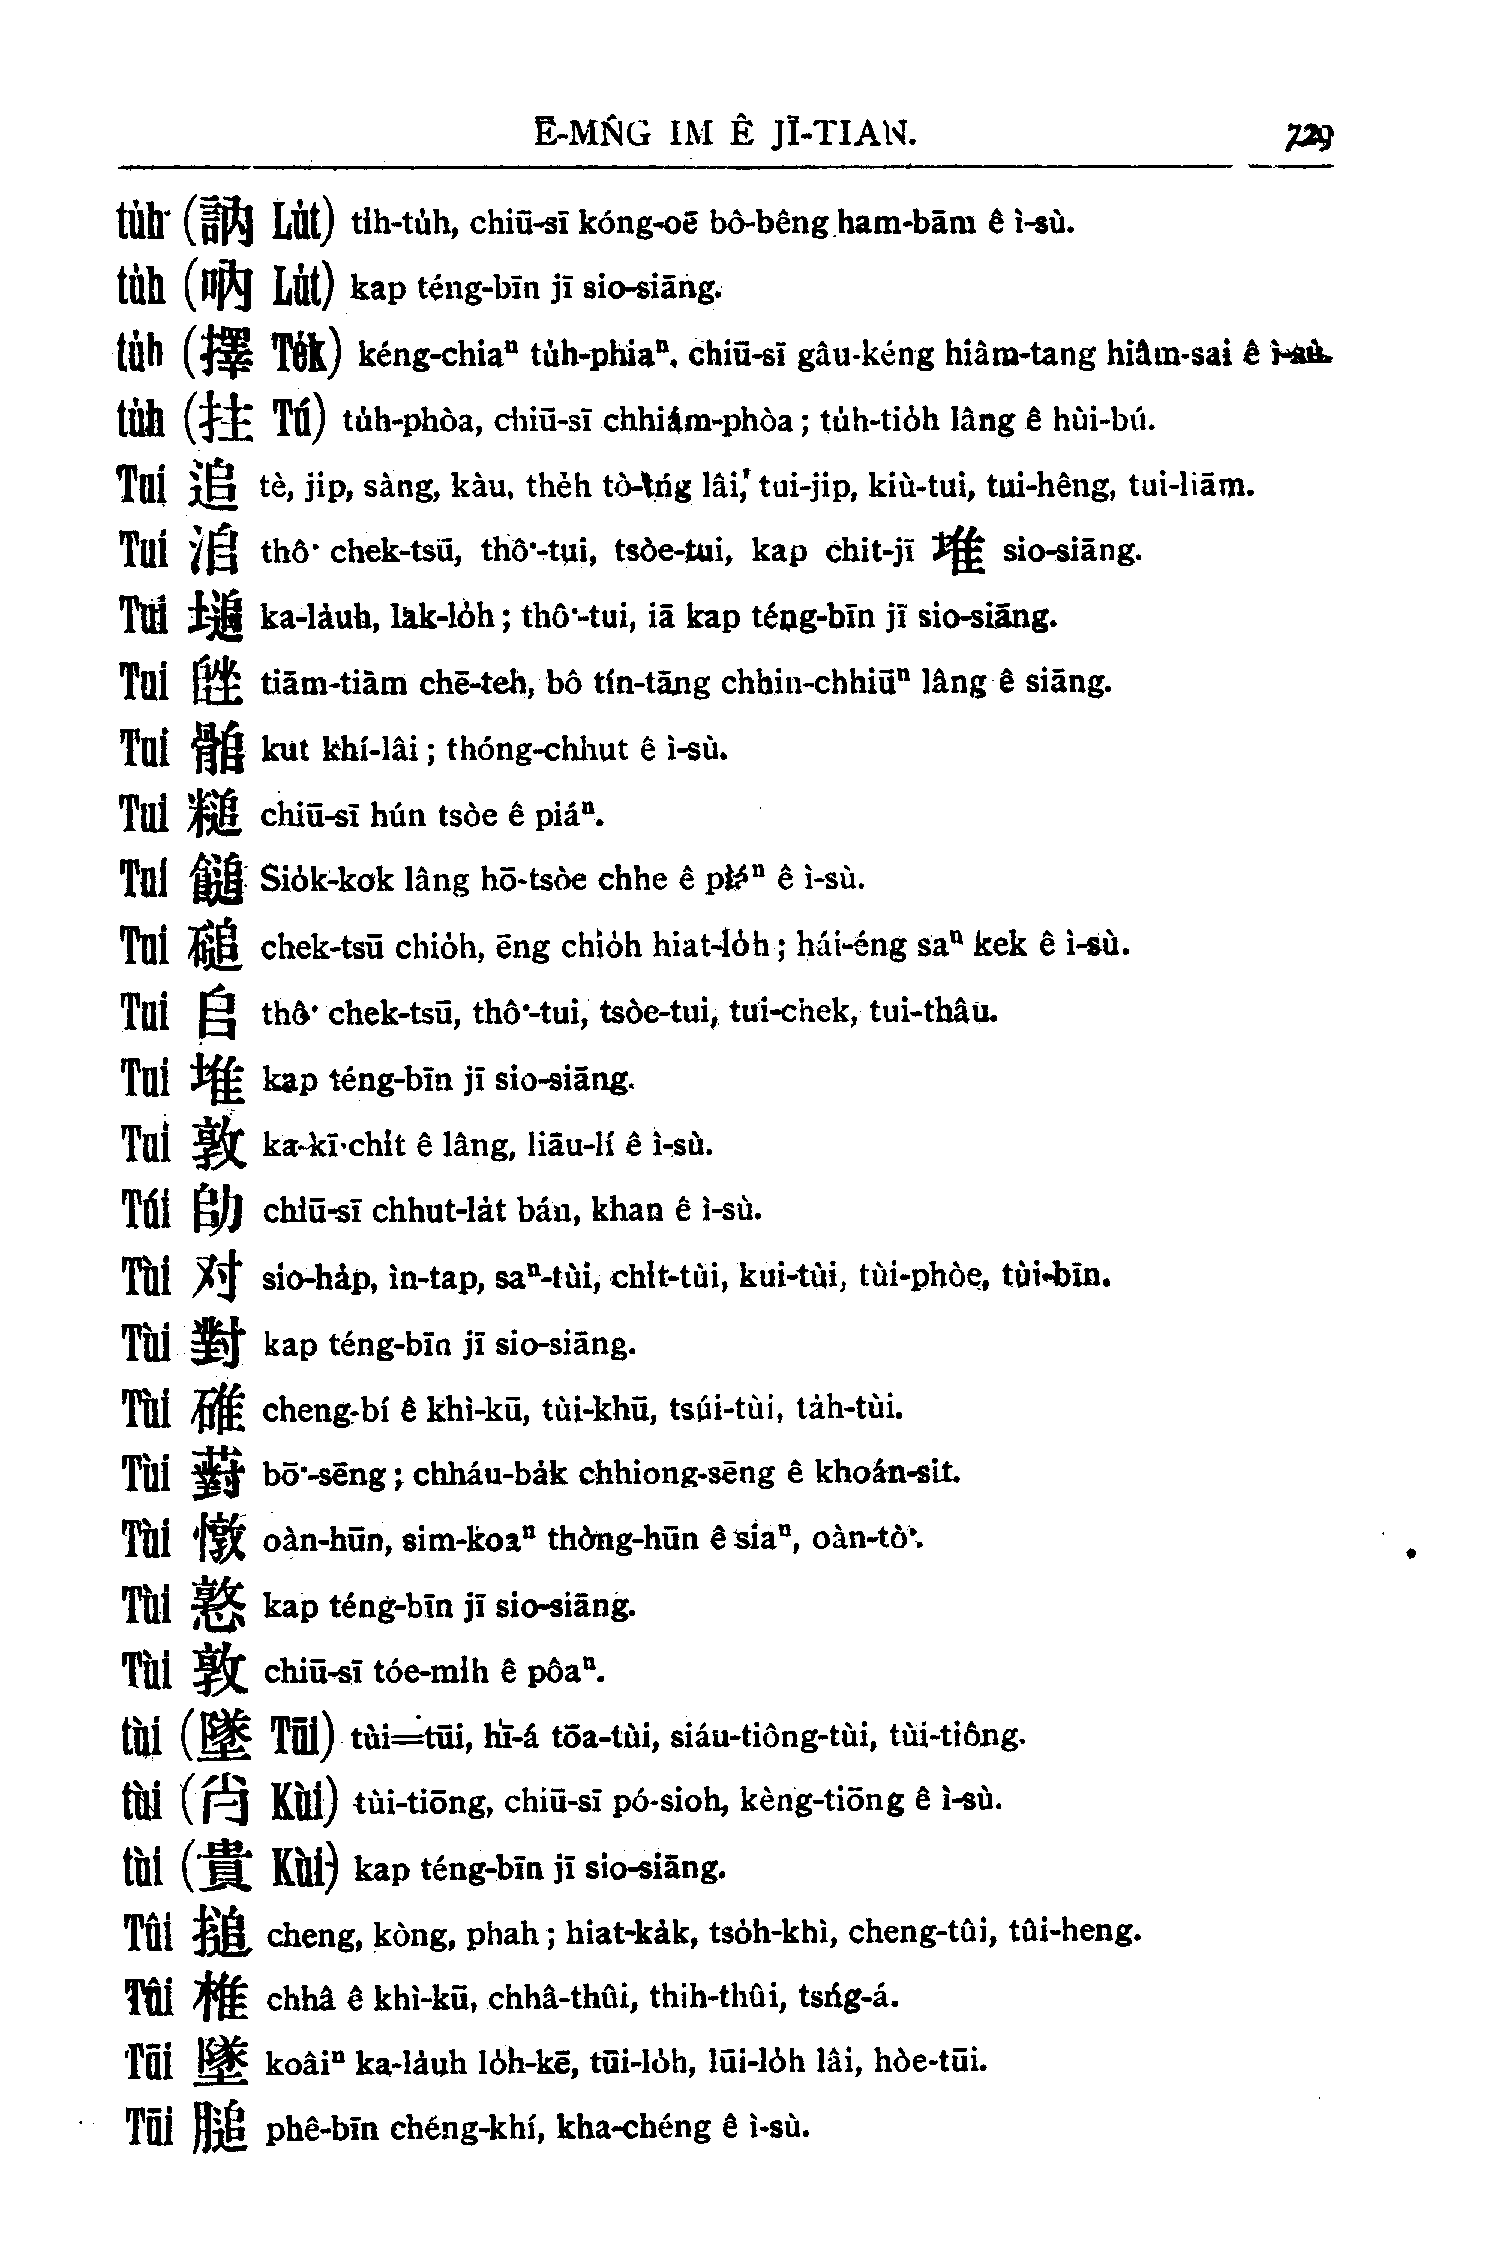 Ē-MN̂G IM Ê JĪ-TIAN. 729
tu̍h (訥 Lu̍t) ti̍h-tu̍h, chiū-sī kóng-oē bô-bêng ham-bām ê ì-sù.
tu̍h (吶 Lu̍t) kap téng-bīn jī sio-siāng.
tu̍h (擇 Te̍k) kéng-chiaⁿ tu̍h-phiaⁿ, chiū-sī gâu-kéng hiâm-tang hiâm-sai ê ì-sù.
tu̍h (拄 Tú) tu̍h-phòa, chiū-sī chhiám-phòa; tu̍h-tio̍h lâng ê hùi-bú.
Tui 追 tè, jip, sàng, kàu, the̍h tò-tńg lâi, tui-jip, kiù-tui, tui-hêng, tui-liām.
Tui 㳡 thô͘ chek-tsū, thô͘-tui, tsòe-tui, kap chit-jī 堆 sio-siāng.
Tui 塠 ka-la̍uh, lak-lo̍h; thô͘-tui, iā kap téng-bīn jī sio-siāng.
Tui tiām-tiām chē-teh, bô tín-tāng chhin-chhiūⁿ lâng ê siāng.
Tui kut khí-lâi; thóng-chhut ê ì-sù.
Tui 䭔 chiū-sī hún tsòe ê piáⁿ.
Tui 鎚 Sio̍k-kok lâng hō-tsòe chhe ê piáⁿ ê ì-sù.
Tui 磓 chek-tsū chio̍h, ēng chio̍h hiat-lo̍h; hái-éng saⁿ kek ê ì-sù.
Tui 𠂤 thô͘ chek-tsū, thô͘-tui, tsòe-tui, tui-chek, tui-thâu.
Tui 堆 kap téng-bīn jī sio-siāng.
Tui 敦 ka-kī-chi̍t ê lâng, liāu-lí ê ì-sù.
Túi chiū-sī chhut-la̍t bán, khan ê ì-sù.
Tùi 对 sio-ha̍p, ìn-tap, saⁿ-tùi, chi̍t-tùi, kui-tùi, tùi-phòe, tùi-bīn.
Tùi 對 kap téng-bīn jī sio-siāng.
Tùi 碓 cheng-bí ê khì-kū, tùi-khū, tsúi-tùi, ta̍h-tùi.
Tùi 薱 bō͘-sēng; chháu-ba̍k chhiong-sēng ê khoán-sit.
Tùi 憞 oàn-hūn, sim-koaⁿ thòng-hūn ê siaⁿ, oàn-tò͘.
Tùi 憝 kap téng-bīn jī sio-siāng.
Tùi 敦 chiū-sī tóe-mi̍h ê pôaⁿ.
tùi (墜 Tūi) tùi=tūi, hī-á tōa-tùi, siáu-tiông-tùi, tùi-tiông.
tùi (㕟 Kùi) tùi-tiōng, chiū-sī pó-sioh, kèng-tiōng ê ì-sù.
tùi (貴 Kùi) kap téng-bīn jī sio-siāng.
Tûi 搥 cheng, kòng, phah; hiat-ka̍k, tso̍h-khì, cheng-tûi, tûi-heng.
Tûi 椎 chhâ ê khì-kū, chhâ-thûi, thih-thûi, tsńg-á.
Tūi 墜 koâiⁿ ka-la̍uh lo̍h-kē, tūi-lo̍h, lūi-lo̍h lâi, hòe-tūi.
Tūi 膇 phê-bīn chéng-khí, kha-chéng ê ì-sù.